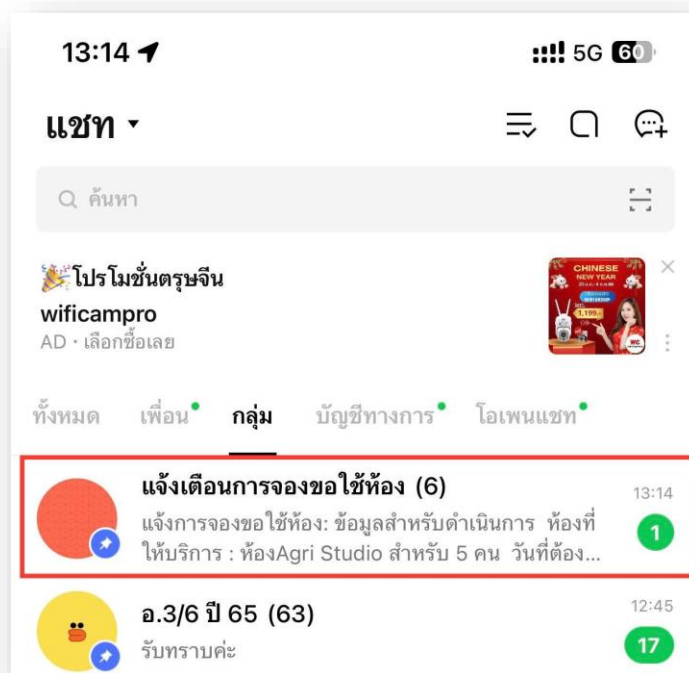 13:14
5G 60
แชท
ค้นหา
🎉โปรโมชั่นตรุษจีน
wificampro
AD · เลือกซื้อเลย
CHINESE
NEW YEAR
1,199.-
WC
ทั้งหมด เพื่อน กลุ่ม บัญชีทางการ โอเพนแชท
แจ้งเตือนการจองขอใช้ห้อง (6)
13:14
แจ้งการจองขอใช้ห้อง: ข้อมูลสำหรับดำเนินการ ห้องที่
ให้บริการ : ห้องAgri Studio สำหรับ 5 คน วันที่ต้อง...
1
อ.3/6 ปี 65 (63)
12:45
รับทราบค่ะ
17